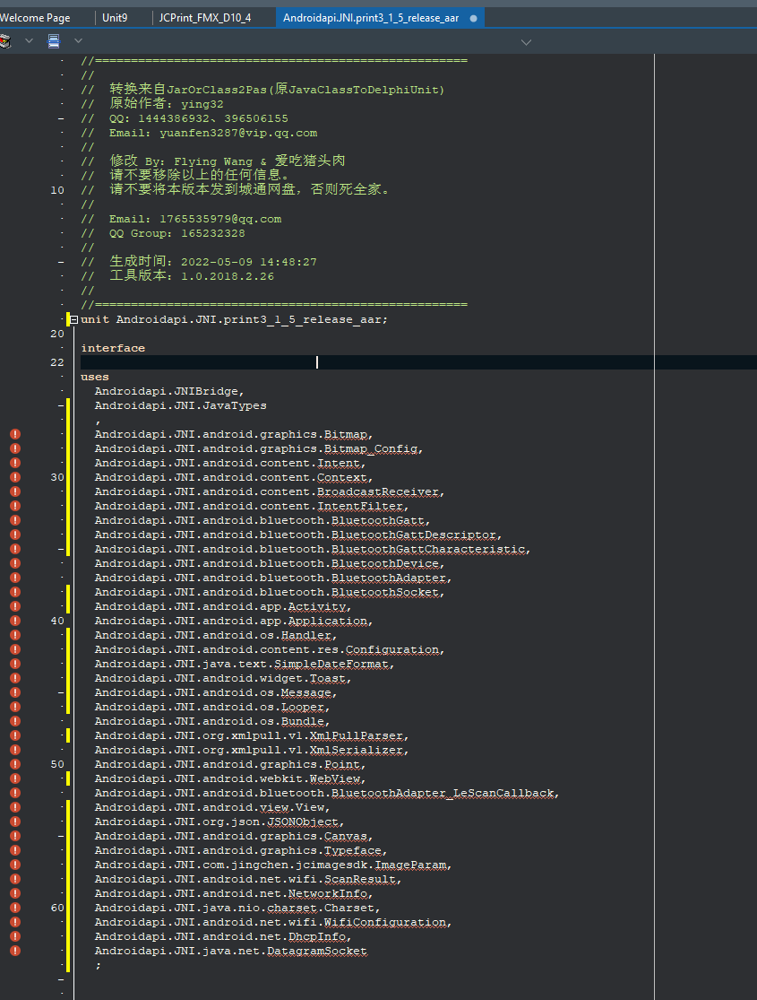 Welcome Page Unit9 JCPrint_FMX_D10_4 Androidapi.JNI.print3_1_5_release_aar
//====================================================
//
// 转换来自JarOrClass2Pas(原JavaClassToDelphiUnit)
// 原始作者: ying32
// QQ: 1444386932、396506155
// Email: yuanfen3287@vip.qq.com
//
// 修改 By: Flying Wang & 爱吃猪头肉
// 请不要移除以上的任何信息。
10 // 请不要将本版本发到城通网盘，否则死全家。
//
// Email: 1765535979@qq.com
// QQ Group: 165232328
//
// 生成时间: 2022-05-09 14:48:27
// 工具版本: 1.0.2018.2.26
//
//====================================================
unit Androidapi.JNI.print3_1_5_release_aar;
20
interface
22
uses
Androidapi.JNIBridge,
Androidapi.JNI.JavaTypes
,
Androidapi.JNI.android.graphics.Bitmap,
Androidapi.JNI.android.graphics.Bitmap_Config,
Androidapi.JNI.android.content.Intent,
30 Androidapi.JNI.android.content.Context,
Androidapi.JNI.android.content.BroadcastReceiver,
Androidapi.JNI.android.content.IntentFilter,
Androidapi.JNI.android.bluetooth.BluetoothGatt,
Androidapi.JNI.android.bluetooth.BluetoothGattDescriptor,
Androidapi.JNI.android.bluetooth.BluetoothGattCharacteristic,
Androidapi.JNI.android.bluetooth.BluetoothDevice,
Androidapi.JNI.android.bluetooth.BluetoothAdapter,
Androidapi.JNI.android.bluetooth.BluetoothSocket,
Androidapi.JNI.android.app.Activity,
40 Androidapi.JNI.android.app.Application,
Androidapi.JNI.android.os.Handler,
Androidapi.JNI.android.content.res.Configuration,
Androidapi.JNI.java.text.SimpleDateFormat,
Androidapi.JNI.android.widget.Toast,
Androidapi.JNI.android.os.Message,
Androidapi.JNI.android.os.Looper,
Androidapi.JNI.android.os.Bundle,
Androidapi.JNI.org.xmlpull.v1.XmlPullParser,
Androidapi.JNI.org.xmlpull.v1.XmlSerializer,
50 Androidapi.JNI.android.graphics.Point,
Androidapi.JNI.android.webkit.WebView,
Androidapi.JNI.android.bluetooth.BluetoothAdapter_LeScanCallback,
Androidapi.JNI.android.view.View,
Androidapi.JNI.org.json.JSONObject,
Androidapi.JNI.android.graphics.Canvas,
Androidapi.JNI.android.graphics.Typeface,
Androidapi.JNI.com.jingchen.jcimagesdk.ImageParam,
Androidapi.JNI.android.net.wifi.ScanResult,
Androidapi.JNI.android.net.NetworkInfo,
60 Androidapi.JNI.java.nio.charset.Charset,
Androidapi.JNI.android.net.wifi.WifiConfiguration,
Androidapi.JNI.android.net.DhcpInfo,
Androidapi.JNI.java.net.DatagramSocket
;